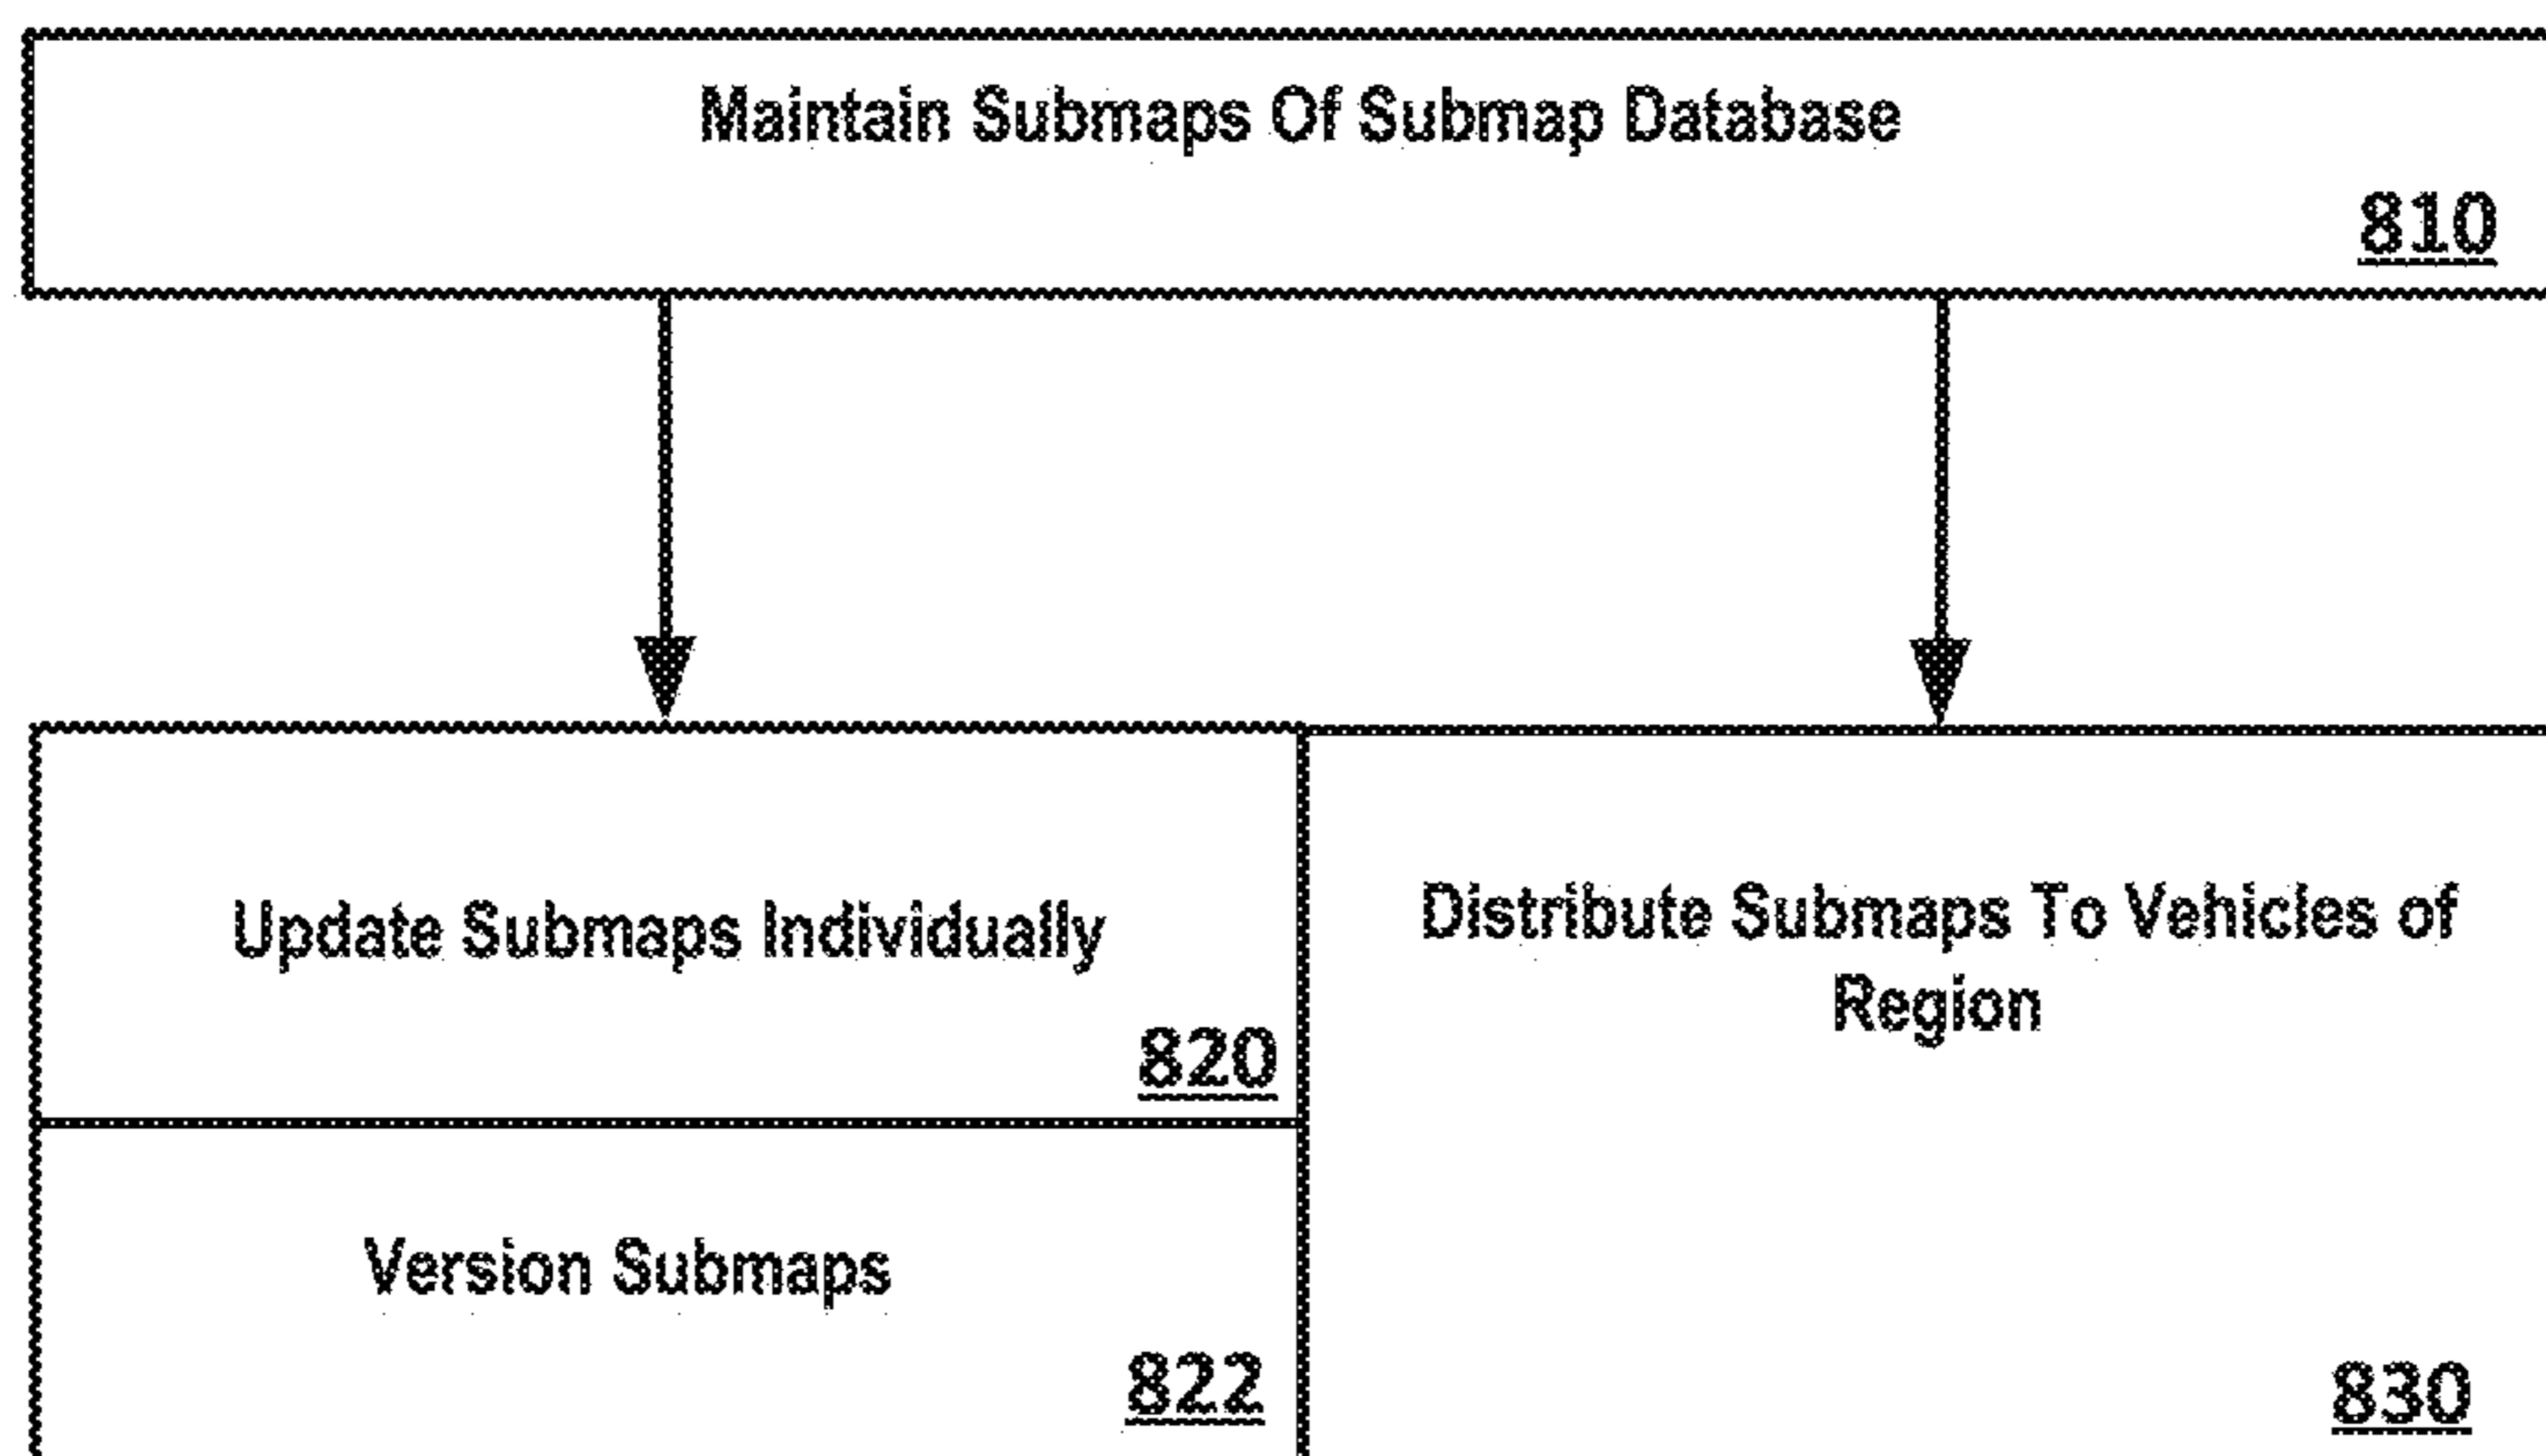 Maintain Submaps Of Submap Database
810
Update Submaps Individually
820
Version Submaps
822
Distribute Submaps To Vehicles of
Region
830